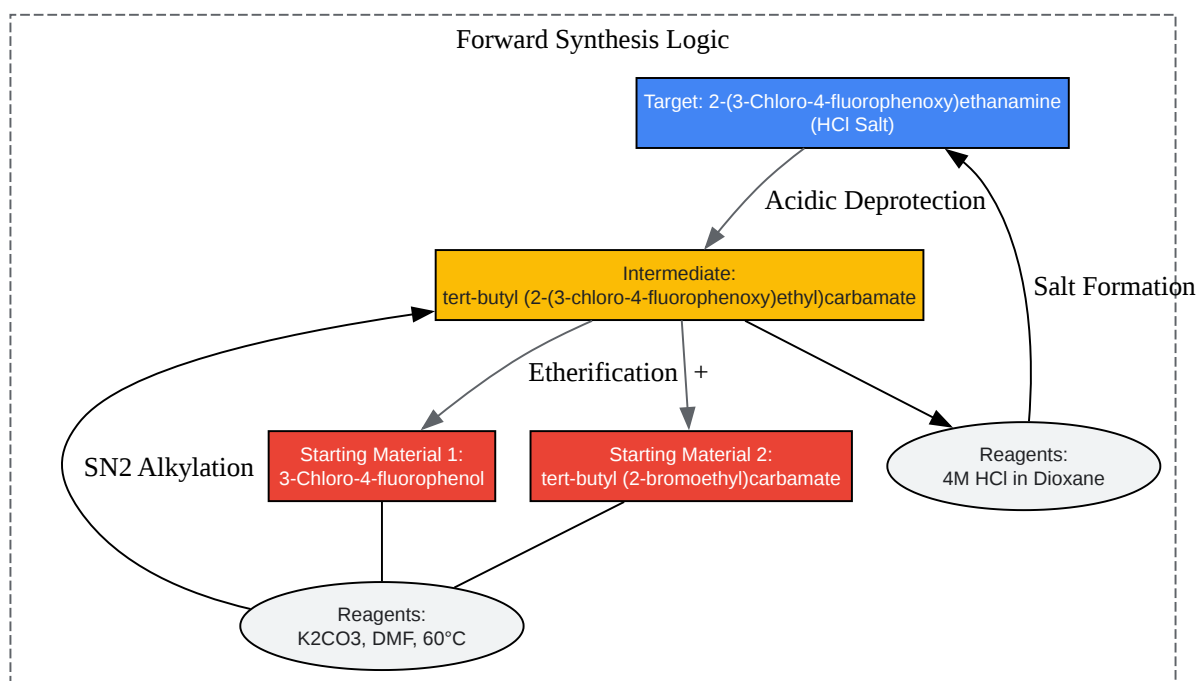 Forward Synthesis Logic
Target: 2-(3-Chloro-4-fluorophenoxy)ethanamine
(HCl Salt)
Acidic Deprotection
Intermediate:
tert-butyl (2-(3-chloro-4-fluorophenoxy)ethyl)carbamate
Salt Formation
Etherification
+
SN2 Alkylation
Starting Material 1:
3-Chloro-4-fluorophenol
Starting Material 2:
tert-butyl (2-bromoethyl)carbamate
Reagents:
4M HCl in Dioxane
Reagents:
K2CO3, DMF, 60°C